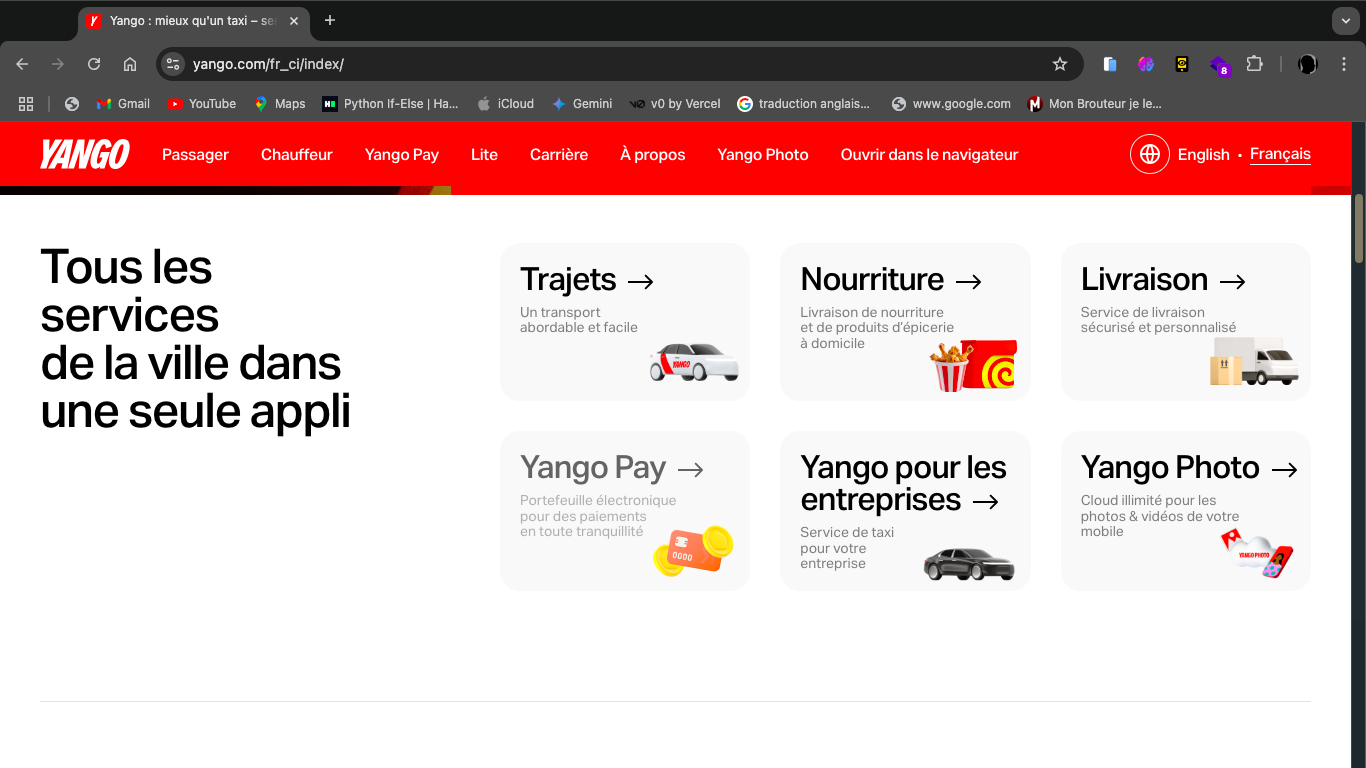 Yango : mieux qu'un taxi – se
yango.com/fr_ci/index/
8
Gmail
YouTube
Maps
Python If-Else | Ha...
iCloud
Gemini
v0 by Vercel
traduction anglais...
www.google.com
Mon Brouteur je le...
YANGO
Passager
Chauffeur
Yango Pay
Lite
Carrière
À propos
Yango Photo
Ouvrir dans le navigateur
English • Français
Tous les
services
de la ville dans
une seule appli
Trajets →
Un transport
abordable et facile
YANGO
Nourriture →
Livraison de nourriture
et de produits d'épicerie
à domicile
Livraison →
Service de livraison
sécurisé et personnalisé
Yango Pay →
Portefeuille électronique
pour des paiements
en toute tranquillité
0000
Yango pour les
entreprises →
Service de taxi
pour votre
entreprise
Yango Photo →
Cloud illimité pour les
photos & vidéos de votre
mobile
YANGO PHOTO